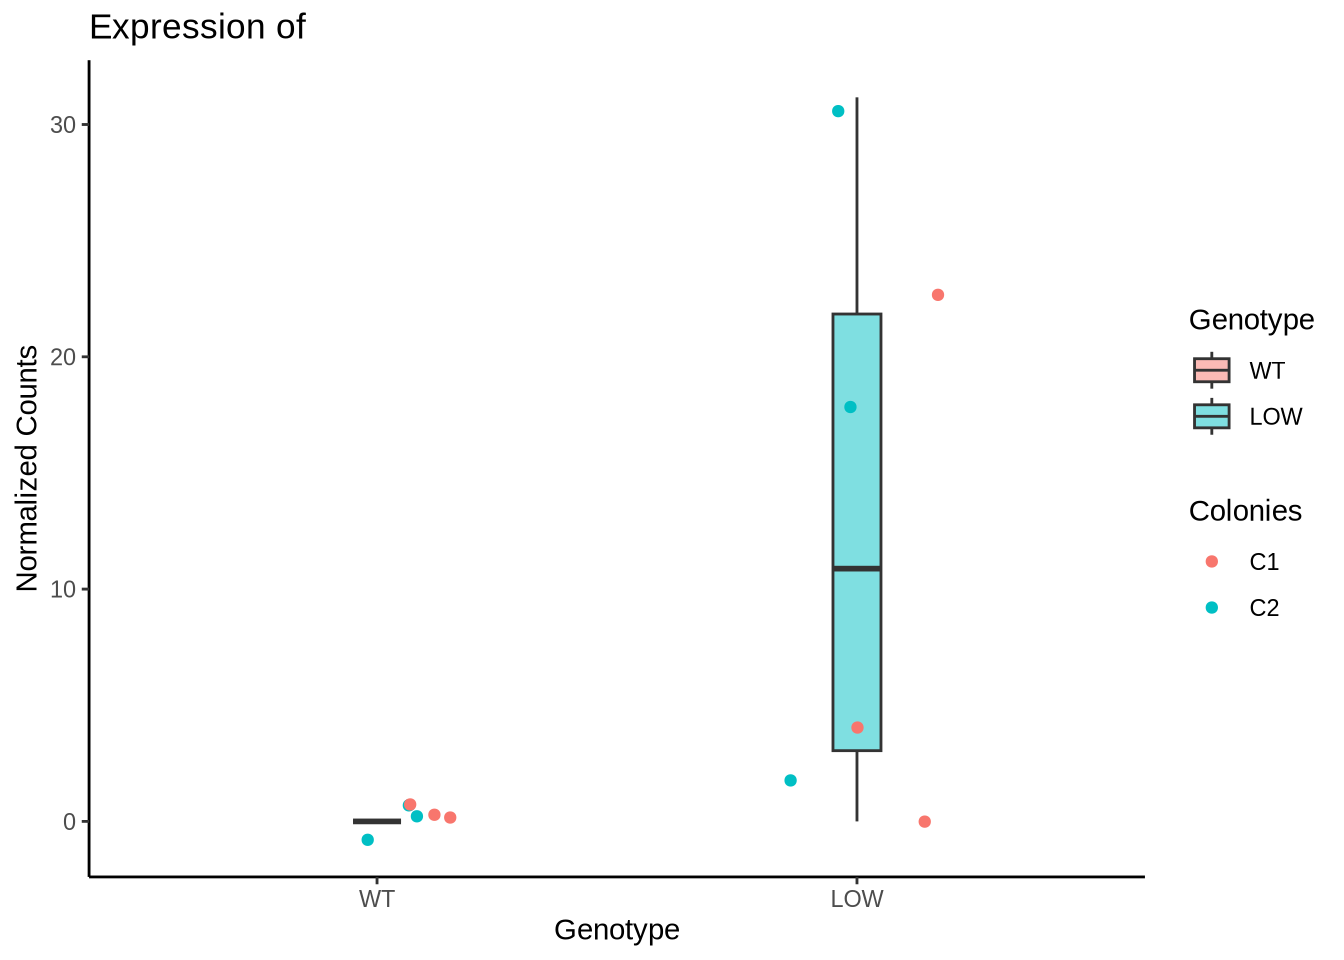 Expression of
30
20
10
0
Normalized Counts
WT
LOW
Genotype
Genotype
WT
LOW
Colonies
C1
C2